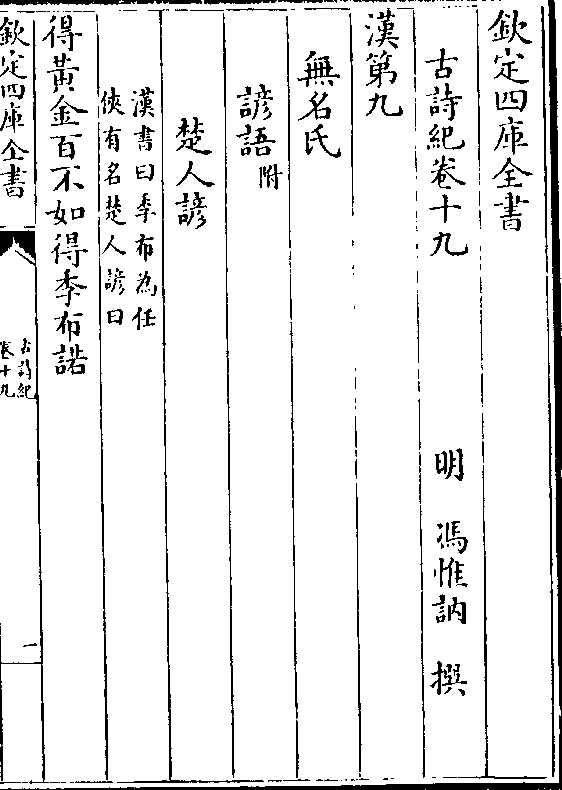 欽定四庫全書
古詩紀卷十九
明 馮惟訥 撰
漢第九
無名氏
諺語附
楚人諺
漢書曰季布為任
俠有名楚人諺曰
得黃金百不如得季布諾
欽定四庫全書
古詩紀
卷十九
一